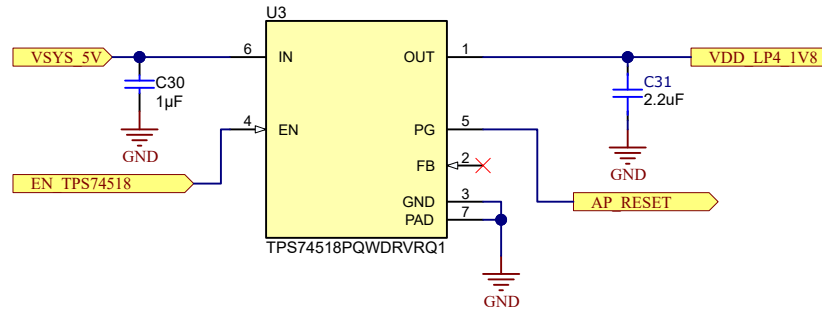 U3
VSYS_5V
6
IN
OUT
1
VDD_LP4_1V8
C30
1µF
C31
2.2uF
GND
GND
4
EN
PG
5
FB
2
EN_TPS74518
GND
3
AP_RESET
PAD
7
TPS74518PQWDRVRQ1
GND